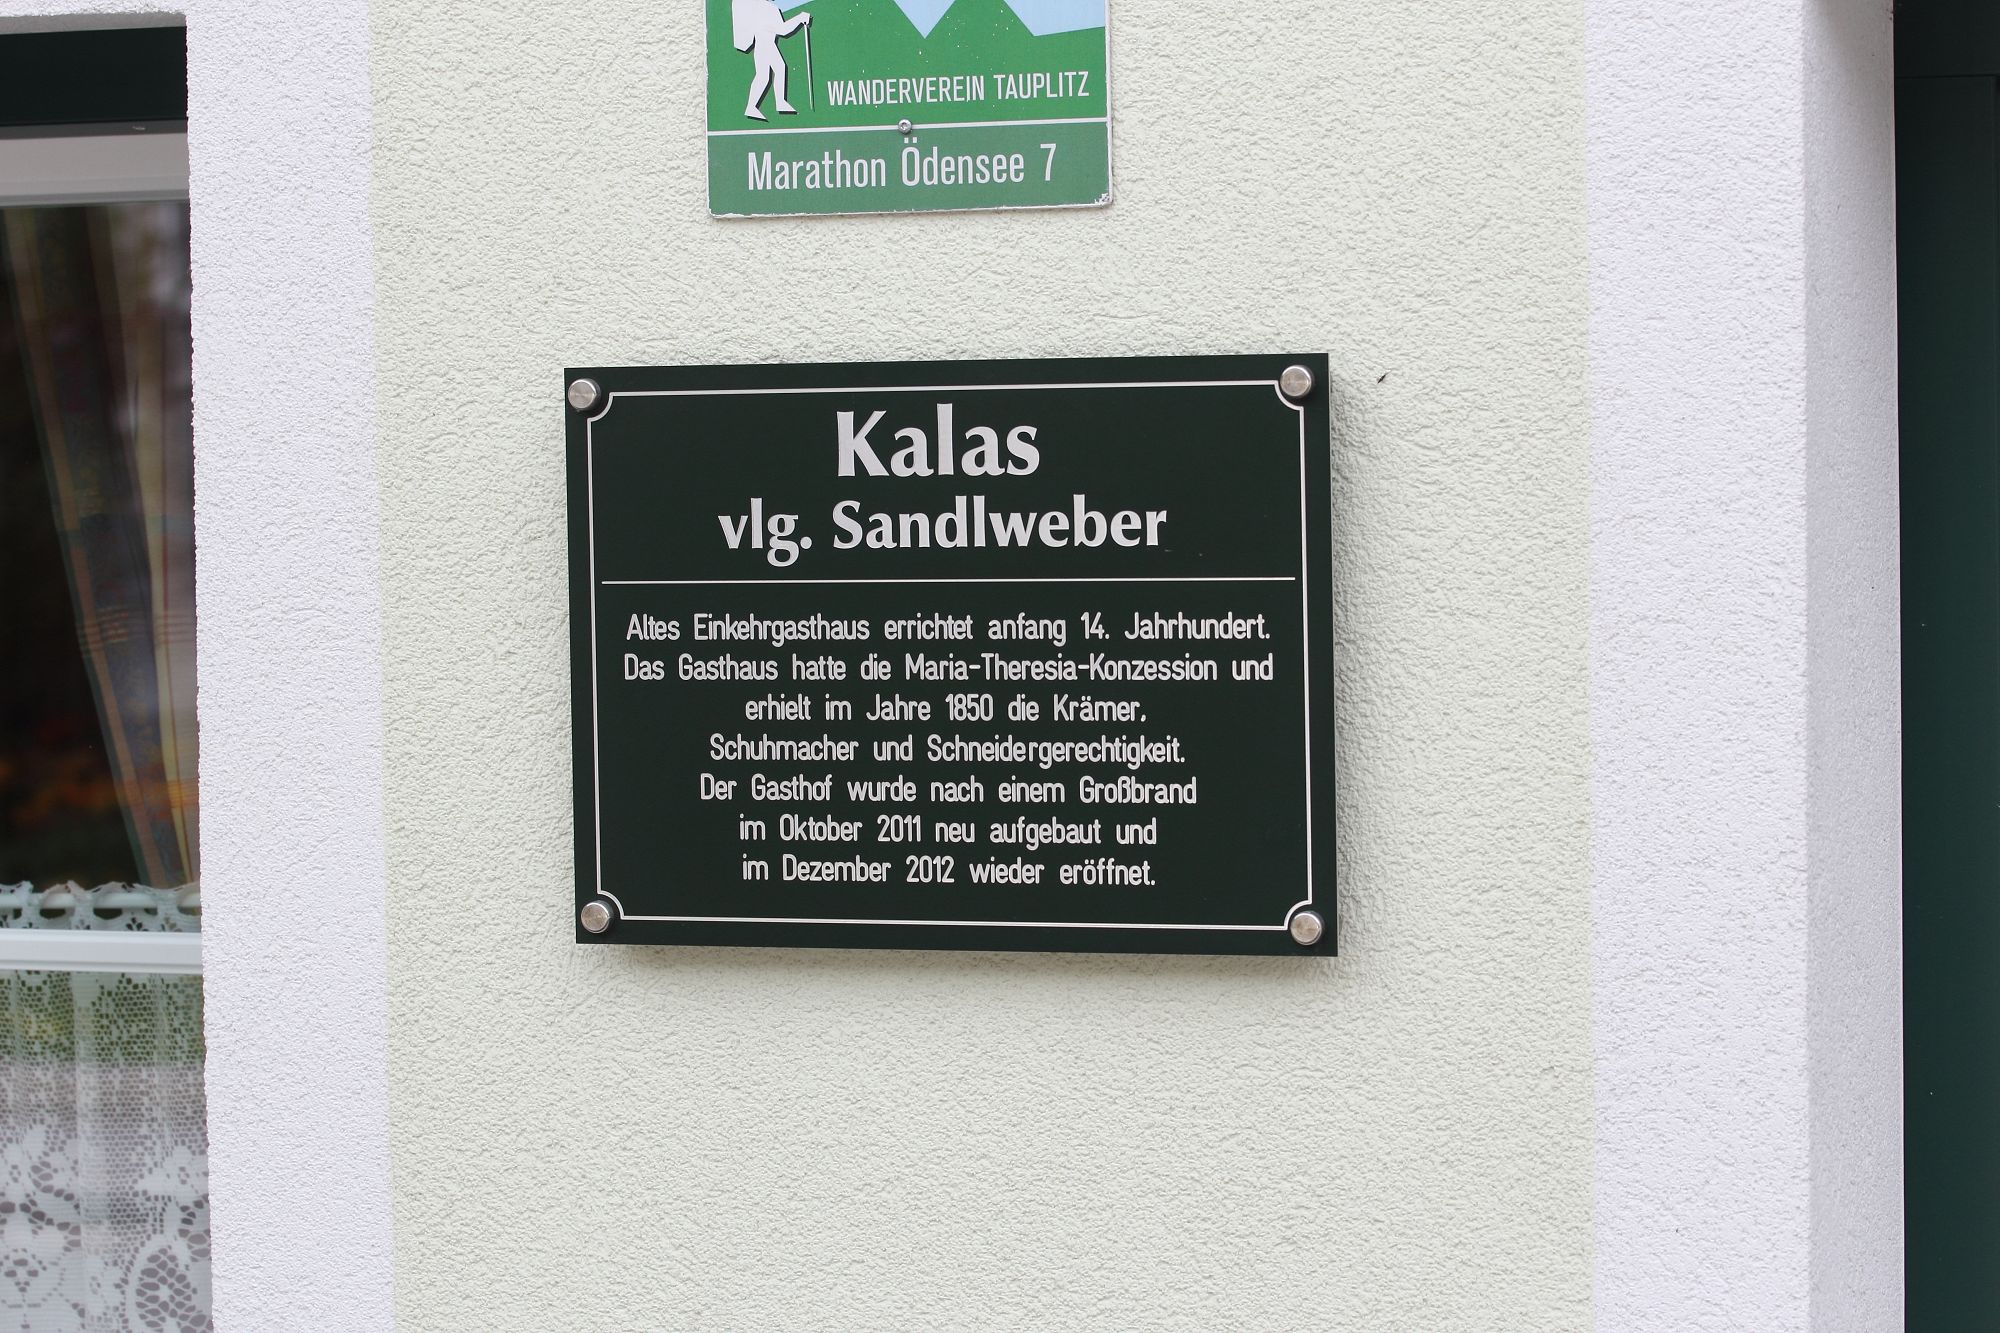 WANDERVEREIN TAUPLITZ
Marathon Ödensee 7
Kalas
vlg. Sandlweber
Altes Einkehrgasthaus errichtet anfang 14. Jahrhundert.
Das Gasthaus hatte die Maria-Theresia-Konzession und
erhielt im Jahre 1850 die Krämer,
Schuhmacher und Schneidergerechtigkeit.
Der Gasthof wurde nach einem Großbrand
im Oktober 2011 neu aufgebaut und
im Dezember 2012 wieder eröffnet.